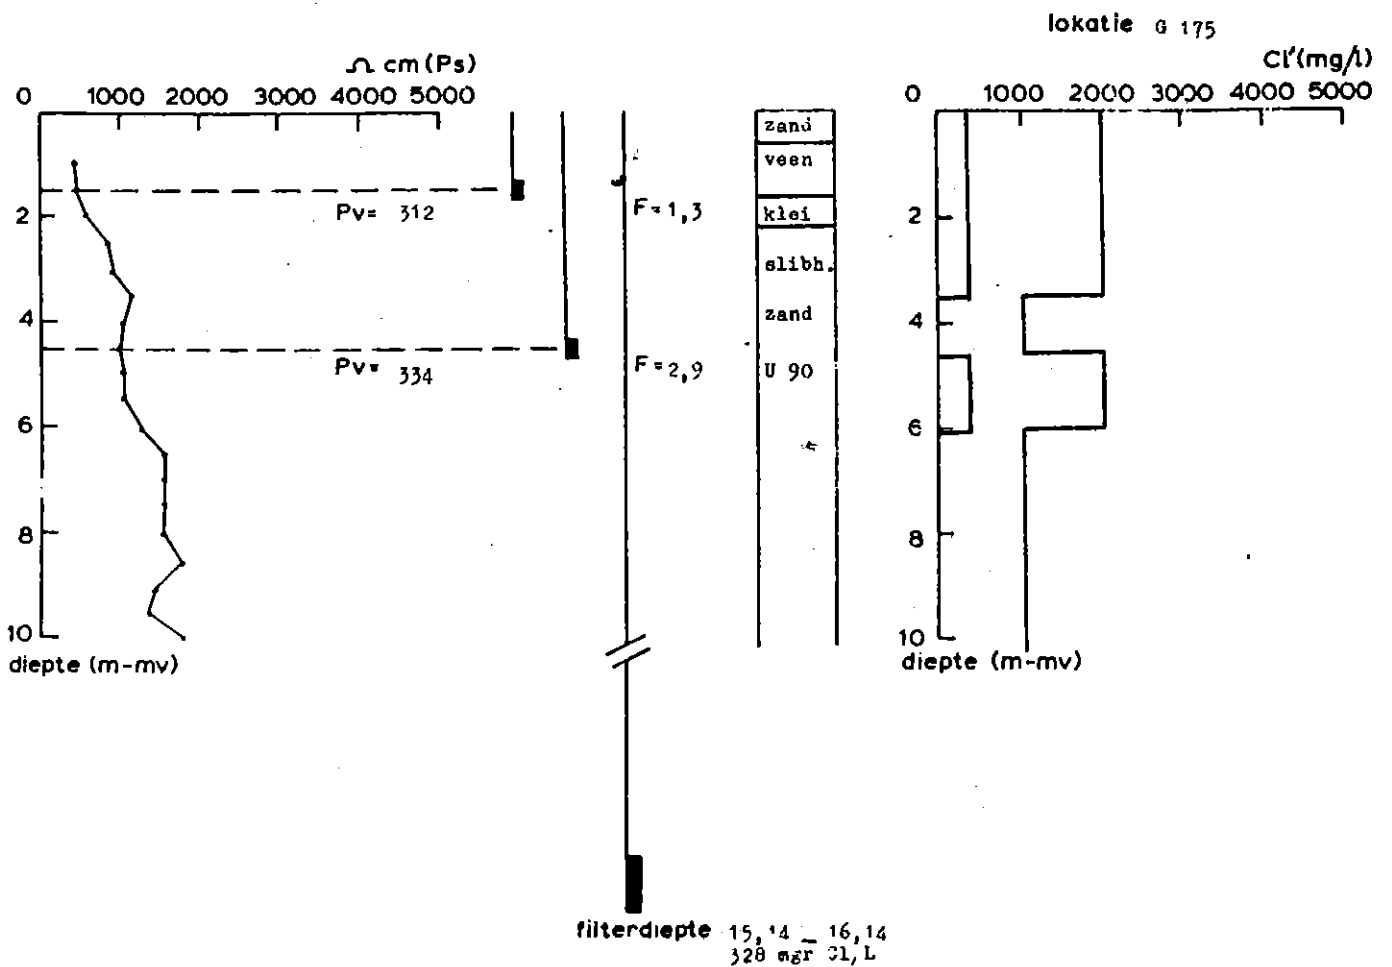 lokatie G 175
Ω cm (Ps)
0 1000 2000 3000 4000 5000
2
4
6
8
10
diepte (m-mv)
Pv= 312
Pv= 334
F=1,3
F=2,9
zand
veen
klei
slibh.
zand
U 90
Cl'(mg/l)
0 1000 2000 3000 4000 5000
2
4
6
8
10
diepte (m-mv)
filterdiepte 15,14 _ 16,14
328 mgr Cl/L